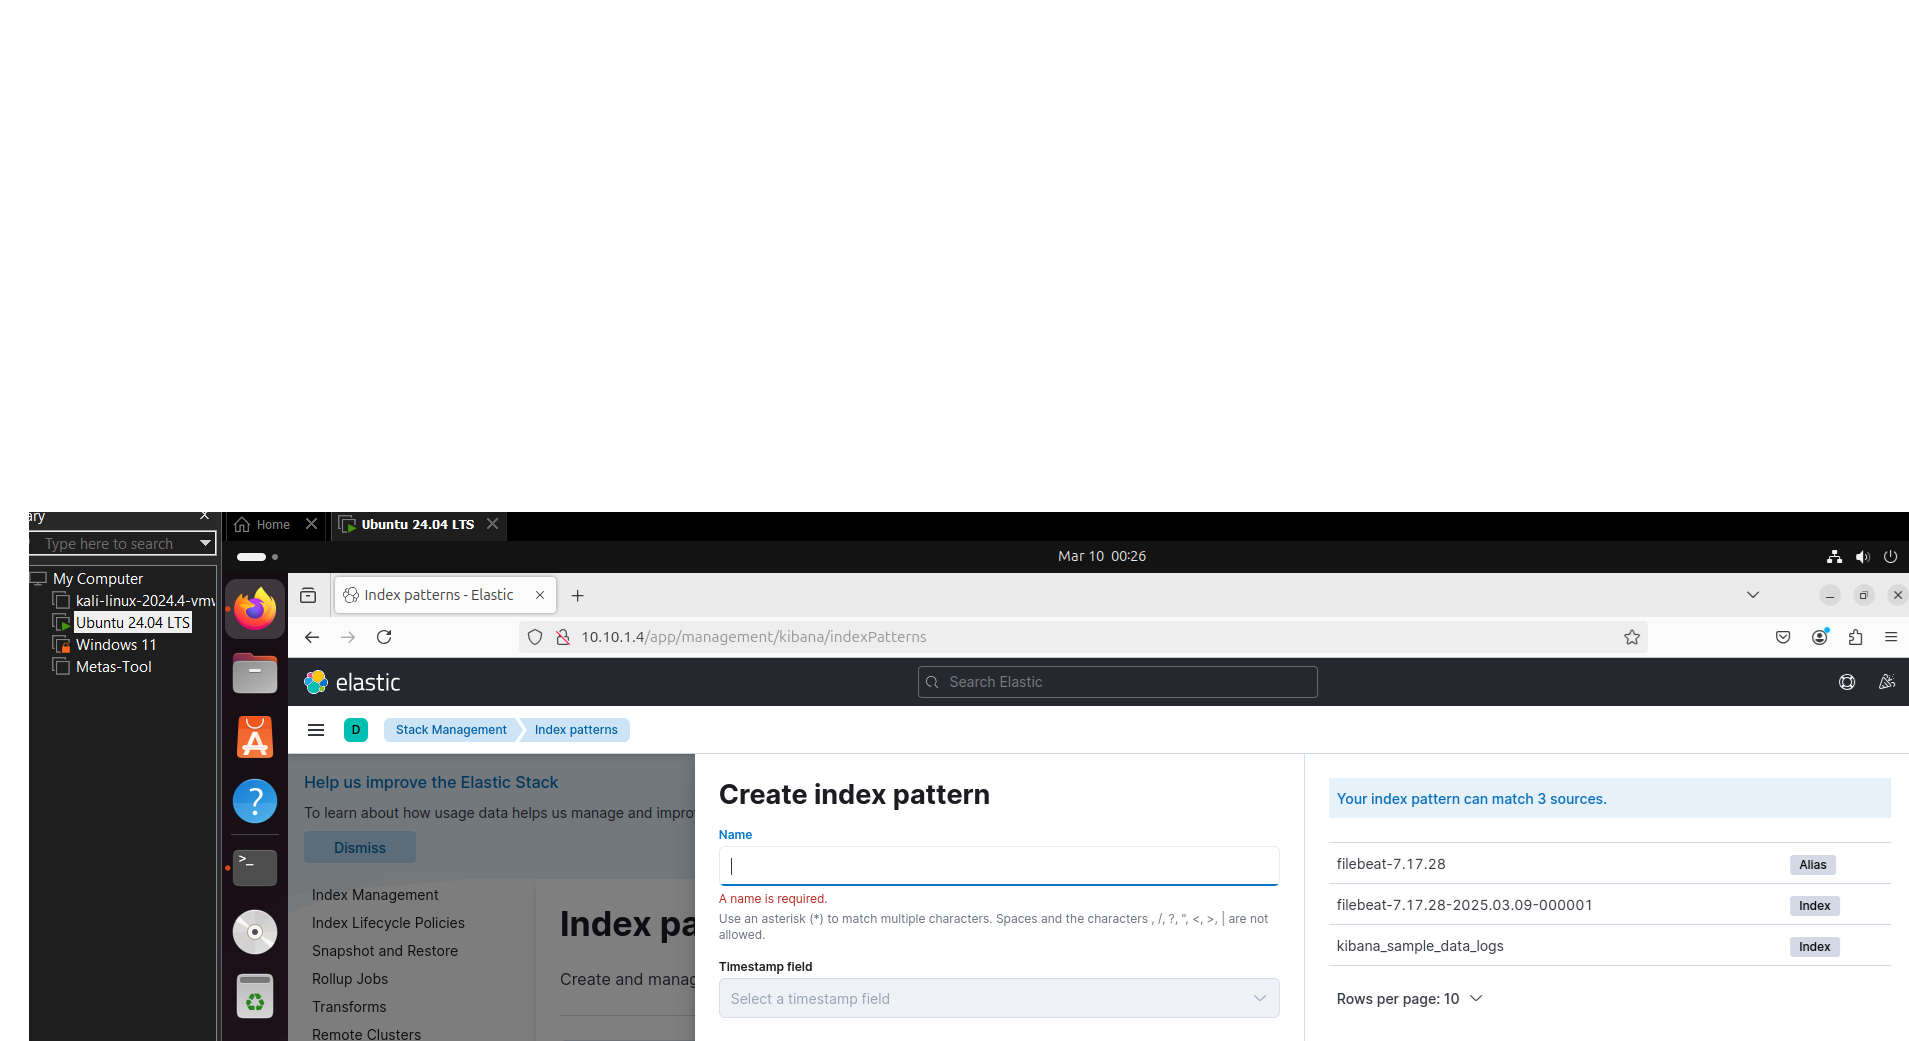 ary
Home
Ubuntu 24.04 LTS
Type here to search
Mar 10 00:26
My Computer
kali-linux-2024.4-vmv
Ubuntu 24.04 LTS
Windows 11
Metas-Tool
Index patterns - Elastic
10.10.1.4/app/management/kibana/indexPatterns
elastic
Search Elastic
D
Stack Management
Index patterns
Help us improve the Elastic Stack
To learn about how usage data helps us manage and impro
Dismiss
Index Management
Index Lifecycle Policies
Snapshot and Restore
Rollup Jobs
Transforms
Remote Clusters
Index pa
Create and manag
Create index pattern
Name
A name is required.
Use an asterisk (*) to match multiple characters. Spaces and the characters , /, ?, ", <, >, | are not
allowed.
Timestamp field
Select a timestamp field
Your index pattern can match 3 sources.
filebeat-7.17.28 Alias
filebeat-7.17.28-2025.03.09-000001 Index
kibana_sample_data_logs Index
Rows per page: 10